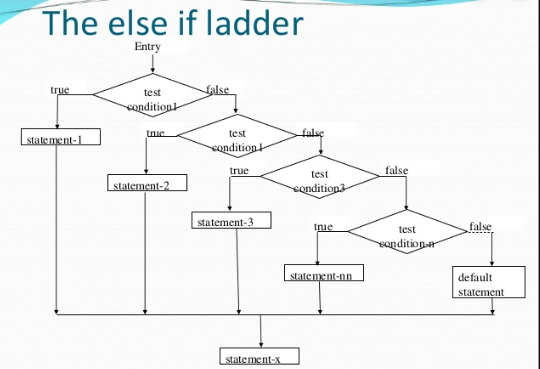 The else if ladder
Entry
true
test
condition1
false
statement-1
true
test
condition1
false
statement-2
true
test
condition3
false
statement-3
true
test
condition-n
false
statement-nn
default
statement
statement-x